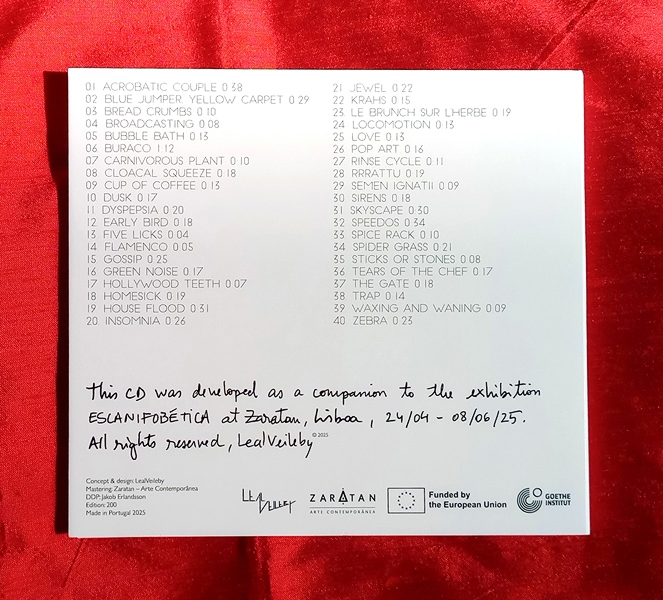 01 ACROBATIC COUPLE 0 38
02 BLUE JUMPER YELLOW CARPET 0 29
03 BREAD CRUMBS 0 10
04 BROADCASTING 0 08
05 BUBBLE BATH 0 13
06 BURACO 1 12
07 CARNIVOROUS PLANT 0 10
08 CLOACAL SQUEEZE 0 18
09 CUP OF COFFEE 0 13
10 DUSK 0 17
11 DYSPEPSIA 0 20
12 EARLY BIRD 0 18
13 FIVE LICKS 0 04
14 FLAMENCO 0 05
15 GOSSIP 0 25
16 GREEN NOISE 0 17
17 HOLLYWOOD TEETH 0 07
18 HOMESICK 0 19
19 HOUSE FLOOD 0 31
20 INSOMNIA 0 26
21 JEWEL 0 22
22 KRAHS 0 15
23 LE BRUNCH SUR LHERBE 0 19
24 LOCOMOTION 0 13
25 LOVE 0 13
26 POP ART 0 16
27 RINSE CYCLE 0 11
28 RRRATTU 0 19
29 SEMEN IGNATII 0 09
30 SIRENS 0 18
31 SKYSCAPE 0 30
32 SPEEDOS 0 34
33 SPICE RACK 0 10
34 SPIDER GRASS 0 21
35 STICKS OR STONES 0 08
36 TEARS OF THE CHEF 0 17
37 THE GATE 0 18
38 TRAP 0 14
39 WAXING AND WANING 0 09
40 ZEBRA 0 23
This CD was developed as a companion to the exhibition
ESCANIFOBÉTICA at Zaratan, Lisboa, 24/04 - 08/06/25.
All rights reserved, LealVeileby © 2025
Concept & design: LealVeileby
Mastering: Zaratan – Arte Contemporânea
DDP: Jakob Erlandsson
Edition: 200
Made in Portugal 2025
LEAL VEILEBY
ZARATAN
ARTE CONTEMPORÂNEA
Funded by
the European Union
GOETHE
INSTITUT